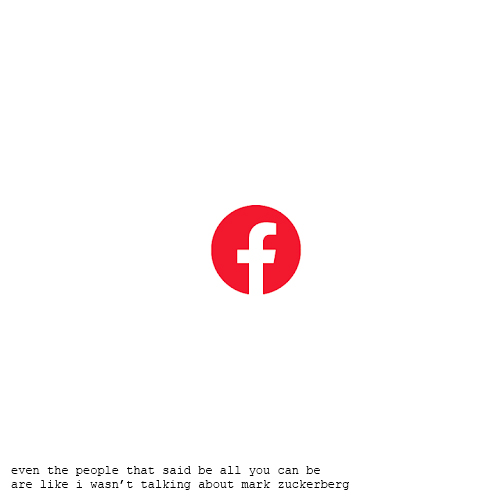 f
even the people that said be all you can be
are like i wasn’t talking about mark zuckerberg